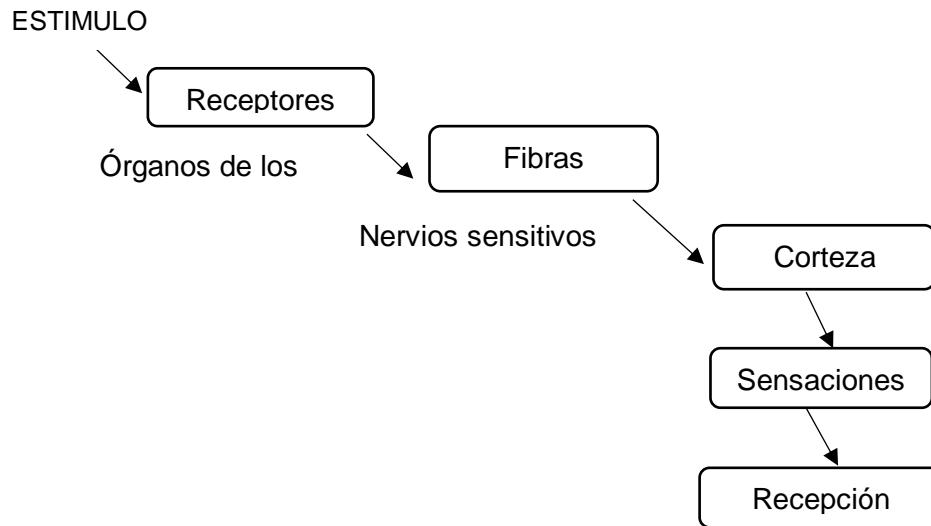 ESTIMULO
Receptores
Órganos de los
Fibras
Nervios sensitivos
Corteza
Sensaciones
Recepción